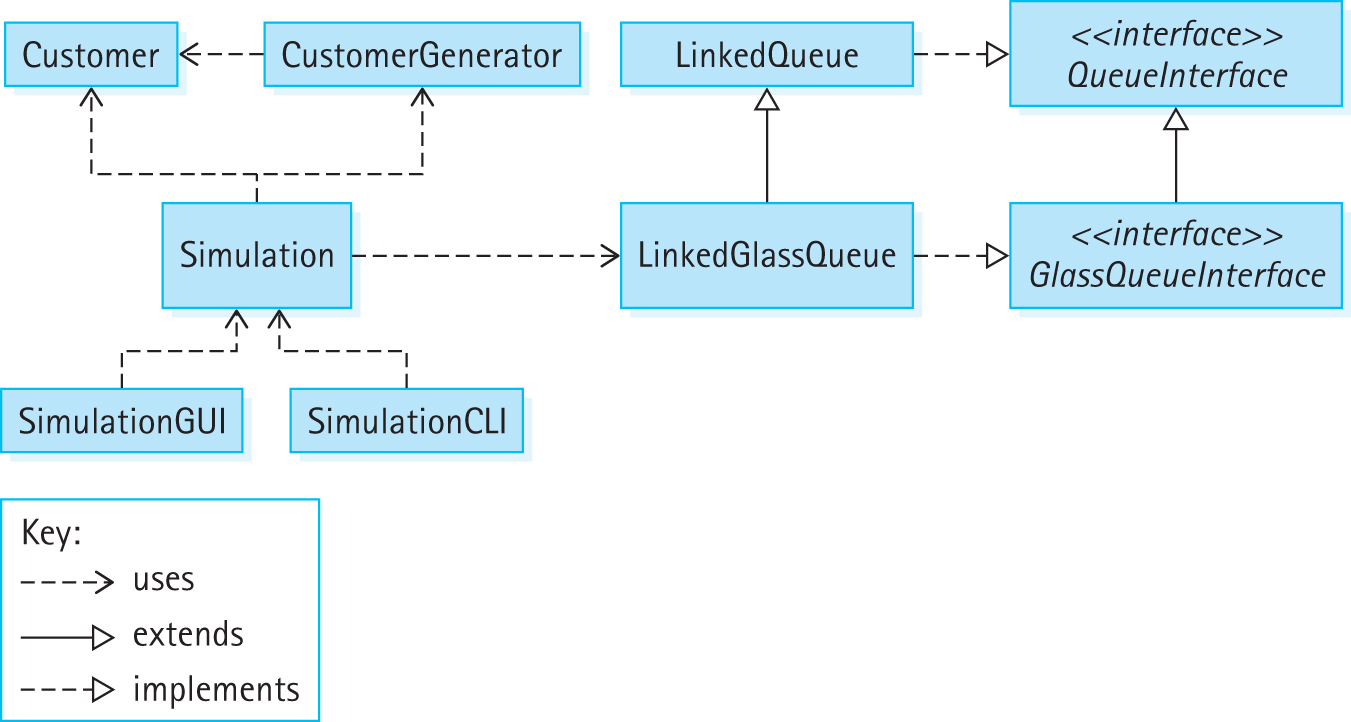 Customer
CustomerGenerator
LinkedQueue
<<interface>>
QueueInterface
Simulation
LinkedGlassQueue
<<interface>>
GlassQueueInterface
SimulationGUI
SimulationCLI
Key:
uses
extends
implements